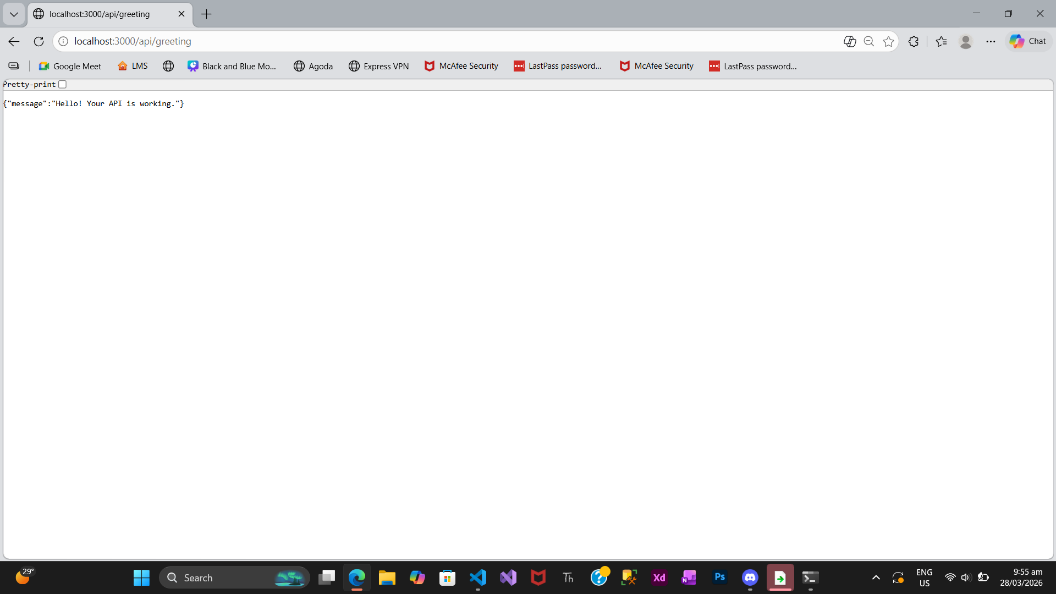 localhost:3000/api/greeting
localhost:3000/api/greeting
Chat
Google Meet
LMS
Black and Blue Mo...
Agoda
Express VPN
McAfee Security
LastPass password...
McAfee Security
LastPass password...
Pretty-print
{"message":"Hello! Your API is working."}
29°
Search
Th
Xd
N
Ps
ENG
US
9:55 am
28/03/2026